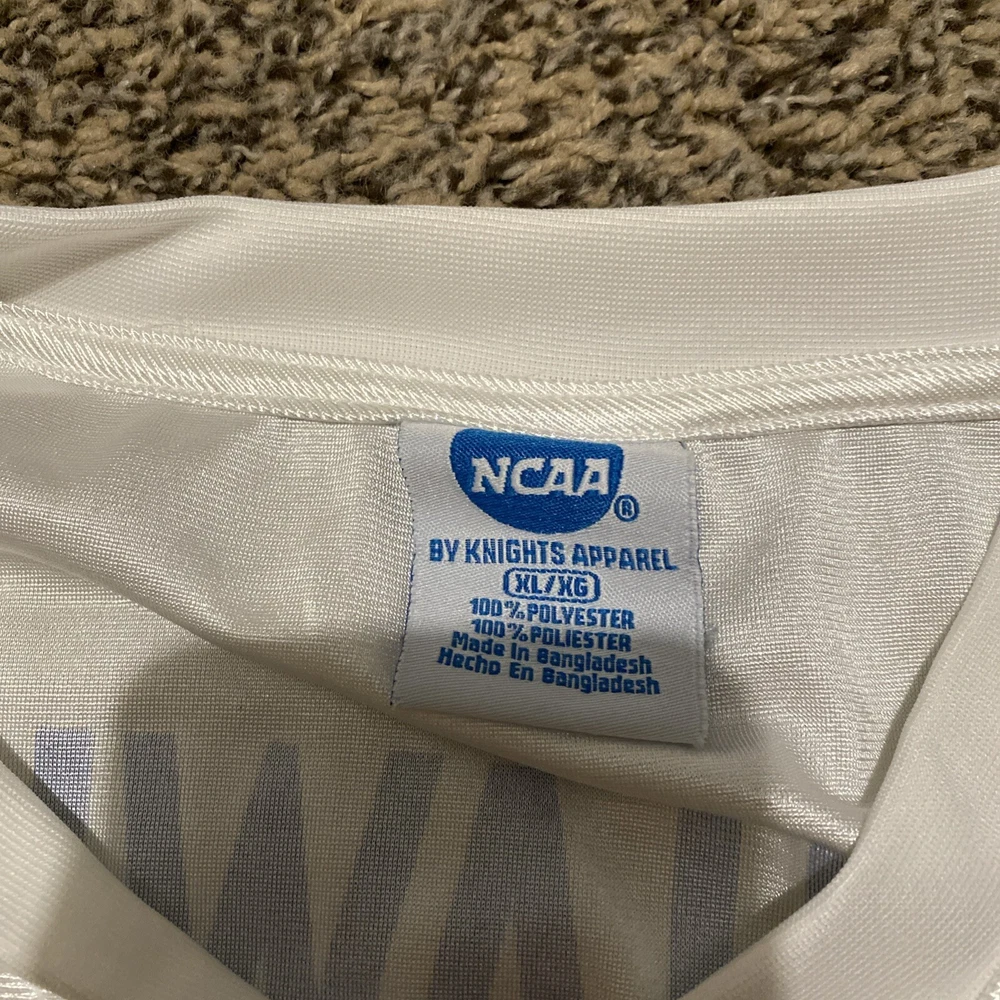 NCAA®
BY KNIGHTS APPAREL
XL/XG
100% POLYESTER
100% POLIESTER
Made In Bangladesh
Hecho En Bangladesh